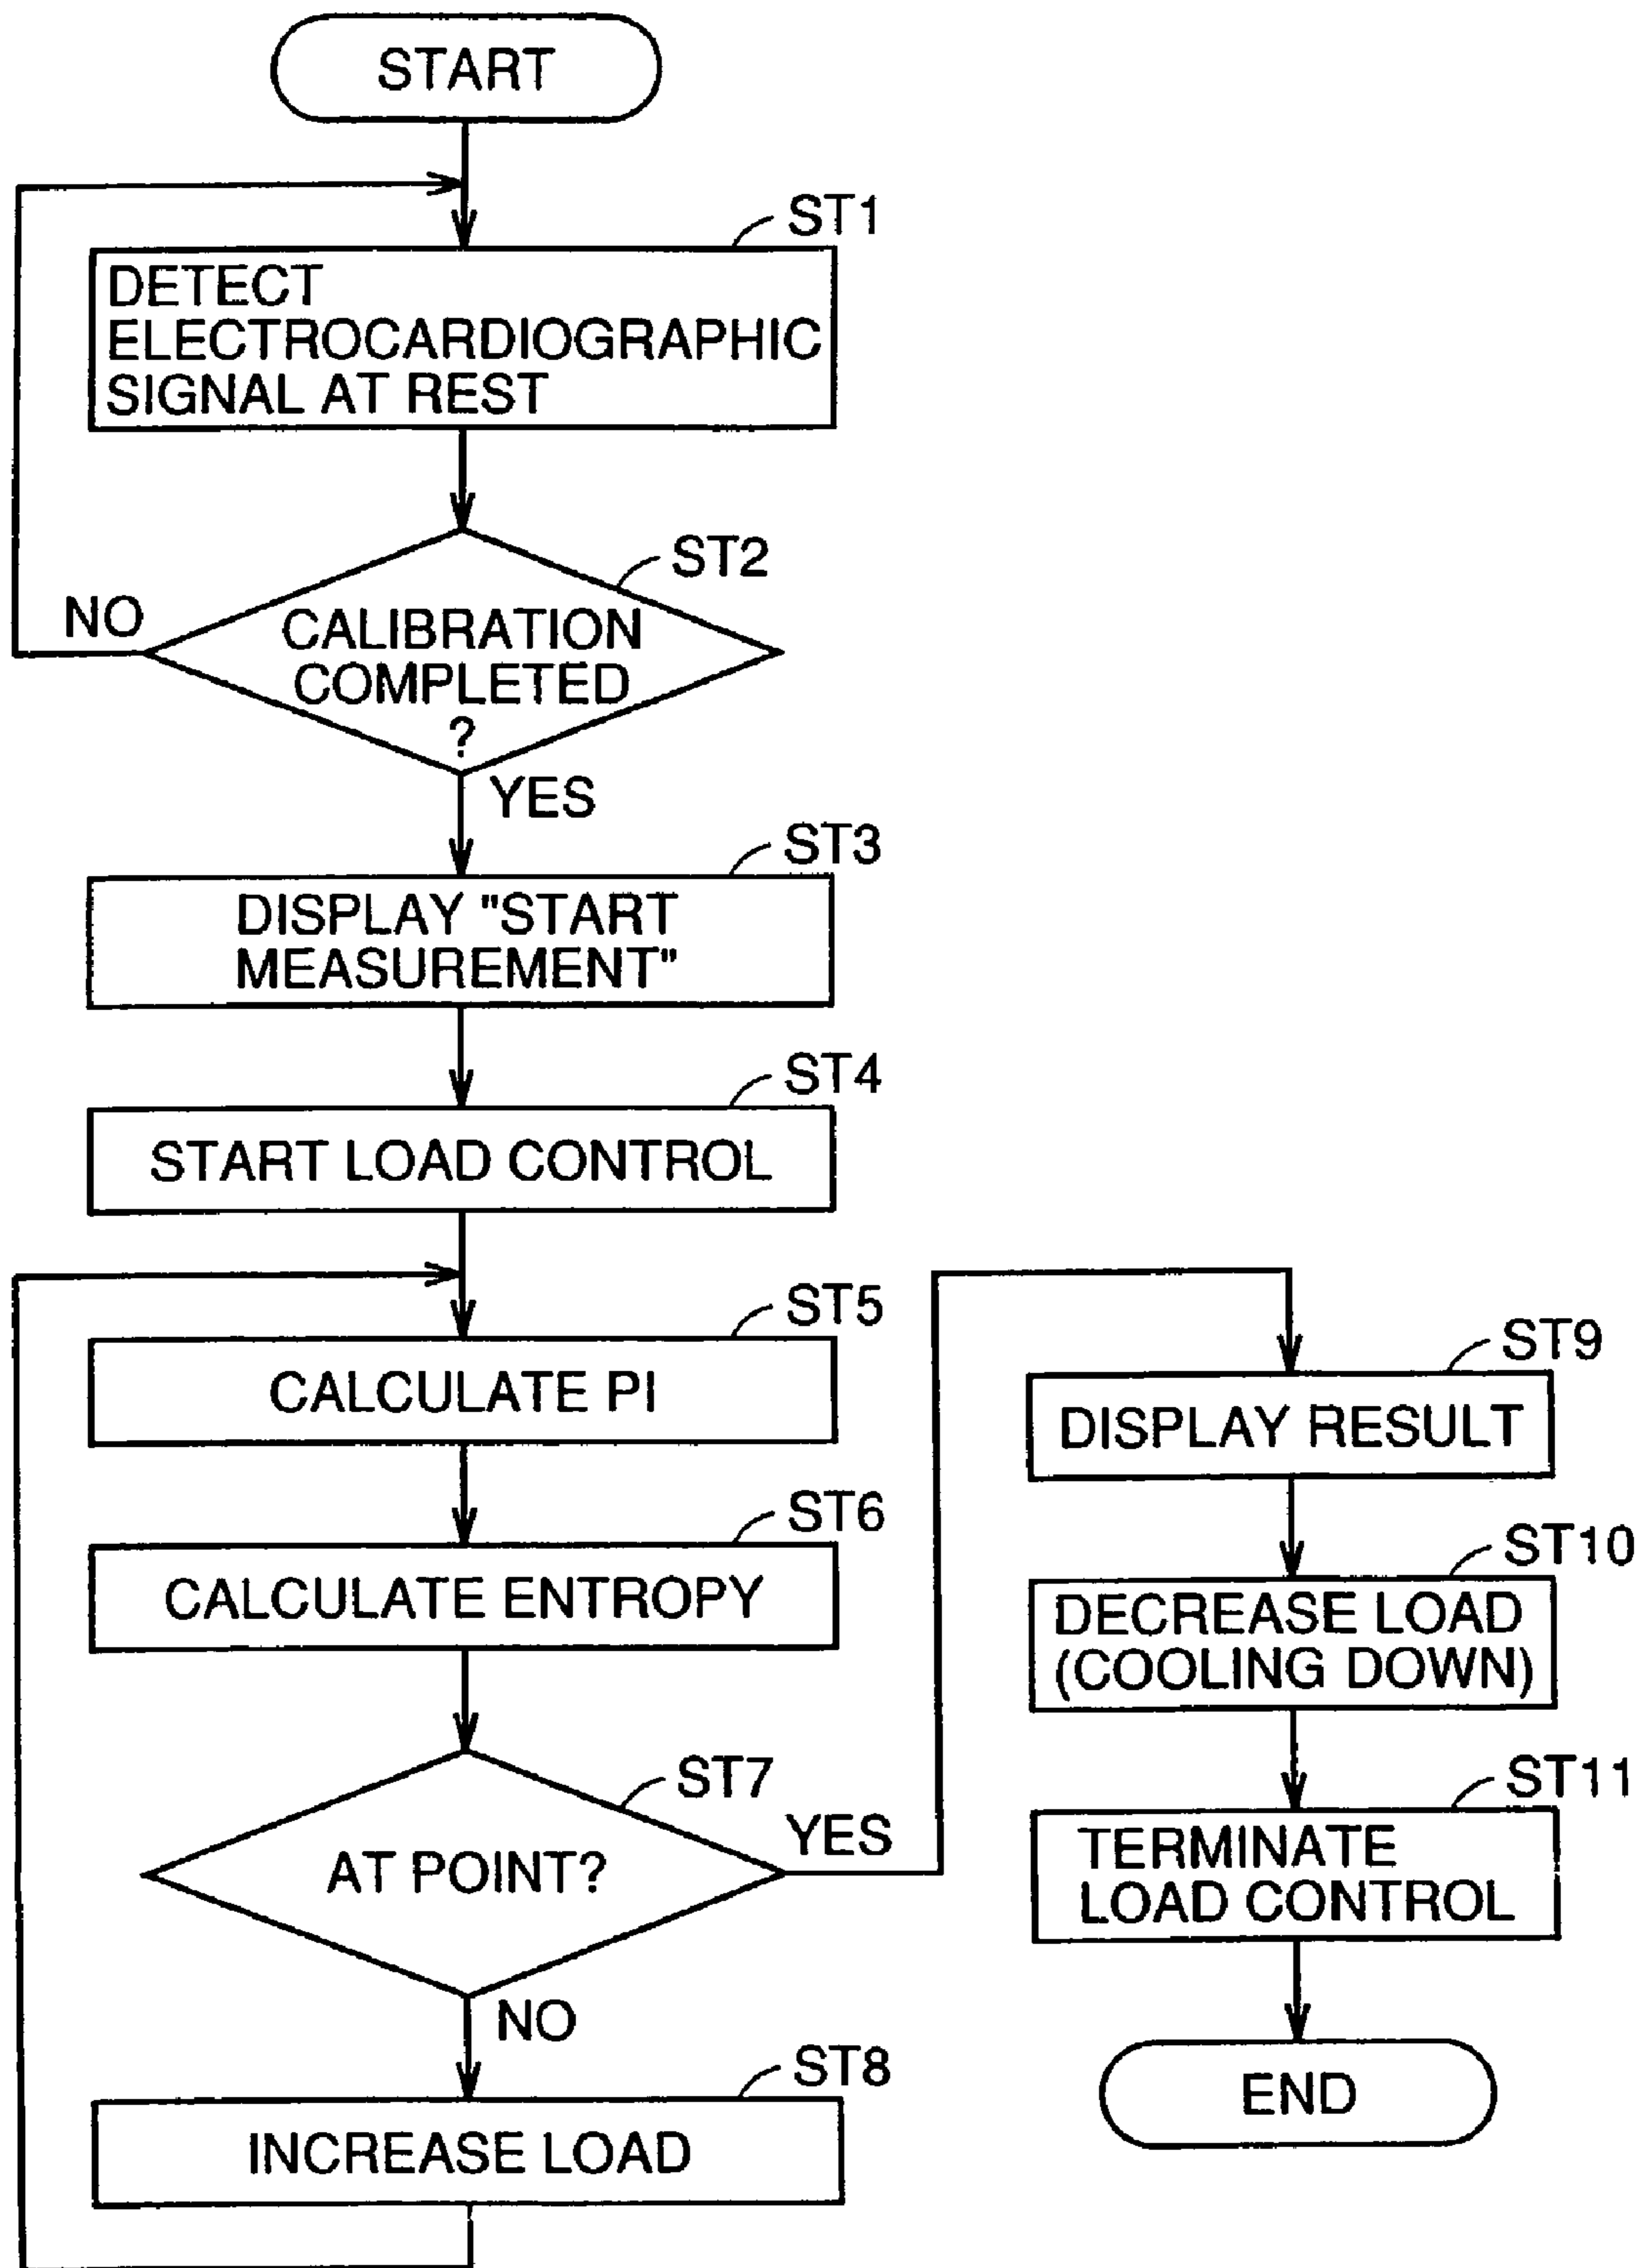 START
ST1
DETECT
ELECTROCARDIOGRAPHIC
SIGNAL AT REST
ST2
NO
CALIBRATION
COMPLETED
?
YES
ST3
DISPLAY "START
MEASUREMENT"
ST4
START LOAD CONTROL
ST5
CALCULATE PI
ST6
CALCULATE ENTROPY
ST7
AT POINT?
YES
NO
ST8
INCREASE LOAD
ST9
DISPLAY RESULT
ST10
DECREASE LOAD
(COOLING DOWN)
ST11
TERMINATE
LOAD CONTROL
END